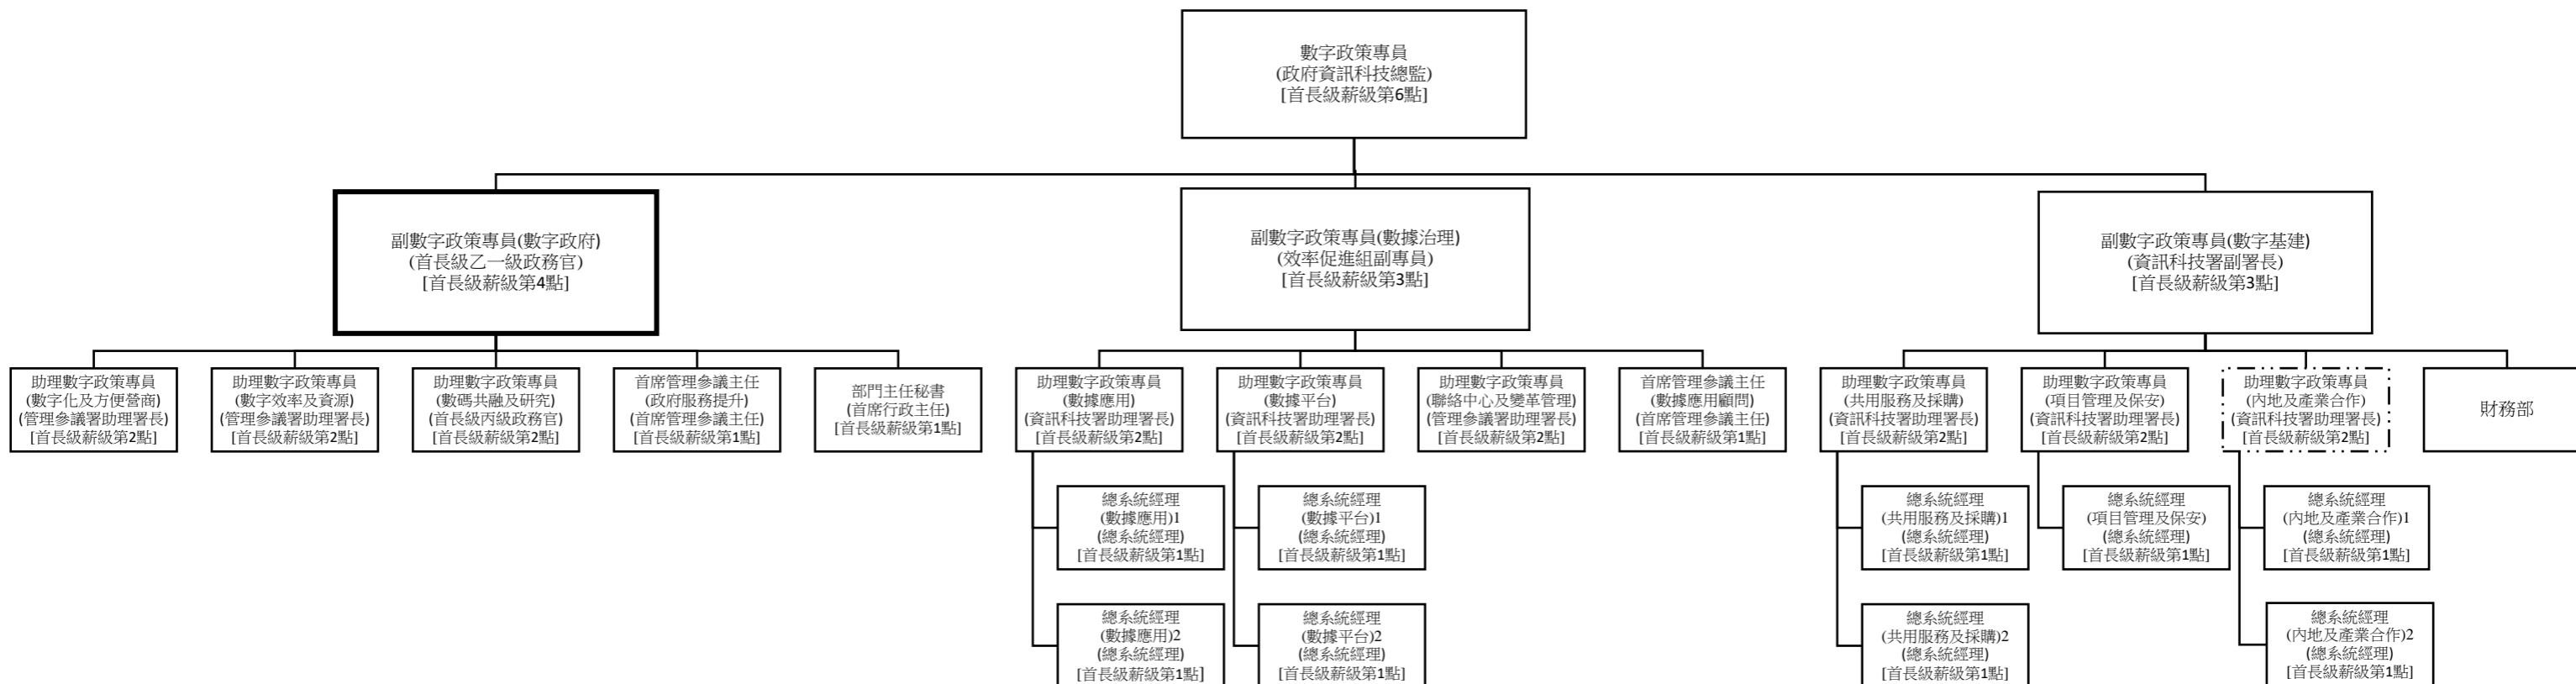 數字政策專員
(政府資訊科技總監)
[首長級薪級第6點]
副數字政策專員(數字政府)
(首長級乙一級政務官)
[首長級薪級第4點]
副數字政策專員(數據治理)
(效率促進組副專員)
[首長級薪級第3點]
副數字政策專員(數字基建)
(資訊科技署副署長)
[首長級薪級第3點]
助理數字政策專員
(數字化及方便營商)
(管理參議署助理署長)
[首長級薪級第2點]
助理數字政策專員
(數字效率及資源)
(管理參議署助理署長)
[首長級薪級第2點]
助理數字政策專員
(數碼共融及研究)
(首長級丙級政務官)
[首長級薪級第2點]
首席管理參議主任
(政府服務提升)
(首席管理參議主任)
[首長級薪級第1點]
部門主任秘書
(首席行政主任)
[首長級薪級第1點]
助理數字政策專員
(數據應用)
(資訊科技署助理署長)
[首長級薪級第2點]
助理數字政策專員
(數據平台)
(資訊科技署助理署長)
[首長級薪級第2點]
助理數字政策專員
(聯絡中心及變革管理)
(管理參議署助理署長)
[首長級薪級第2點]
首席管理參議主任
(數據應用顧問)
(首席管理參議主任)
[首長級薪級第1點]
助理數字政策專員
(共用服務及採購)
(資訊科技署助理署長)
[首長級薪級第2點]
助理數字政策專員
(項目管理及保安)
(資訊科技署助理署長)
[首長級薪級第2點]
助理數字政策專員
(內地及產業合作)
(資訊科技署助理署長)
[首長級薪級第2點]
財務部
總系統經理
(數據應用)1
(總系統經理)
[首長級薪級第1點]
總系統經理
(數據平台)1
(總系統經理)
[首長級薪級第1點]
總系統經理
(共用服務及採購)1
(總系統經理)
[首長級薪級第1點]
總系統經理
(項目管理及保安)
(總系統經理)
[首長級薪級第1點]
總系統經理
(內地及產業合作)1
(總系統經理)
[首長級薪級第1點]
總系統經理
(數據應用)2
(總系統經理)
[首長級薪級第1點]
總系統經理
(數據平台)2
(總系統經理)
[首長級薪級第1點]
總系統經理
(共用服務及採購)2
(總系統經理)
[首長級薪級第1點]
總系統經理
(內地及產業合作)2
(總系統經理)
[首長級薪級第1點]